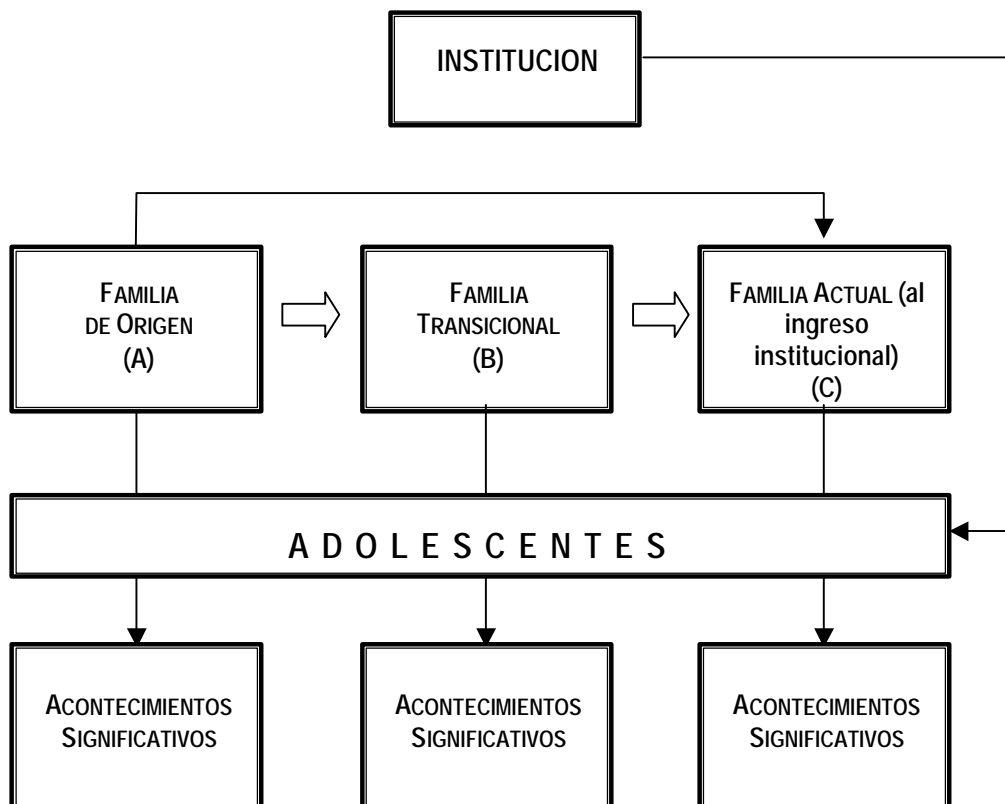 INSTITUCION
FAMILIA
DE ORIGEN
(A)
FAMILIA
TRANSICIONAL
(B)
FAMILIA ACTUAL (al
ingreso
institucional)
(C)
A D O L E S C E N T E S
ACONTECIMIENTOS
SIGNIFICATIVOS
ACONTECIMIENTOS
SIGNIFICATIVOS
ACONTECIMIENTOS
SIGNIFICATIVOS